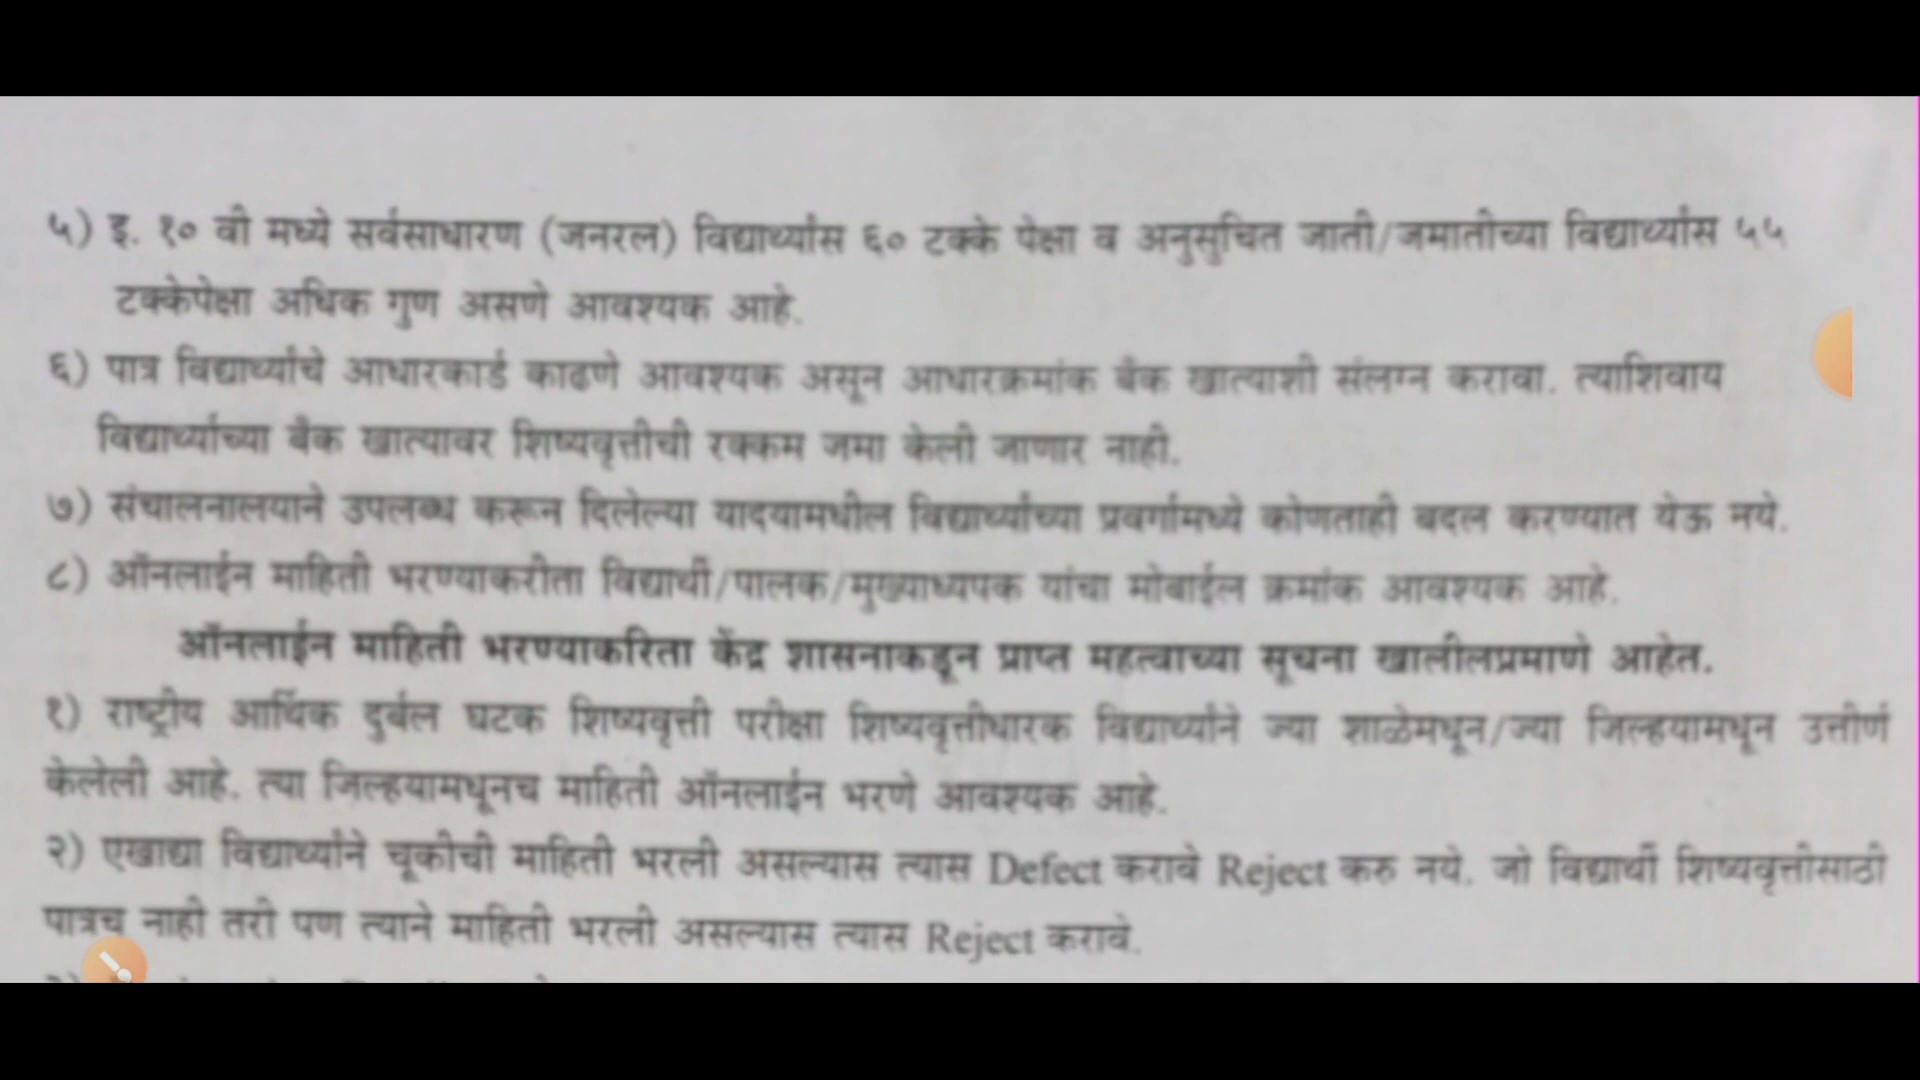 ५) इ. १० वी मध्ये सर्वसाधारण (जनरल) विद्यार्थ्यांस ६० टक्के पेक्षा व अनुसुचित जाती/जमातीच्या विद्यार्थ्यांस ५५
टक्केपेक्षा अधिक गुण असणे आवश्यक आहे.
६) पात्र विद्यार्थ्यांचे आधारकार्ड काढणे आवश्यक असून आधारक्रमांक बँक खात्याशी संलग्न करावा. त्याशिवाय
विद्यार्थ्यांच्या बँक खात्यावर शिष्यवृत्तीची रक्कम जमा केली जाणार नाही.
७) संचालनालयाने उपलब्ध करून दिलेल्या यादयामधील विद्यार्थ्यांच्या प्रवर्गामध्ये कोणताही बदल करण्यात येऊ नये.
८) ऑनलाईन माहिती भरण्याकरीता विद्यार्थी/पालक/मुख्याध्यपक यांचा मोबाईल क्रमांक आवश्यक आहे.
ऑनलाईन माहिती भरण्याकरिता केंद्र शासनाकडून प्राप्त महत्वाच्या सूचना खालीलप्रमाणे आहेत.
१) राष्ट्रीय आर्थिक दुर्बल घटक शिष्यवृत्ती परीक्षा शिष्यवृत्तीधारक विद्यार्थ्यांने ज्या शाळेमधून/ज्या जिल्हयामधून उत्तीर्ण
केलेली आहे. त्या जिल्हयामधूनच माहिती ऑनलाईन भरणे आवश्यक आहे.
२) एखाद्या विद्यार्थ्यांने चूकीची माहिती भरली असल्यास त्यास Defect करावे Reject करु नये. जो विद्यार्थी शिष्यवृत्तीसाठी
पात्रच नाही तरी पण त्याने माहिती भरली असल्यास त्यास Reject करावे.